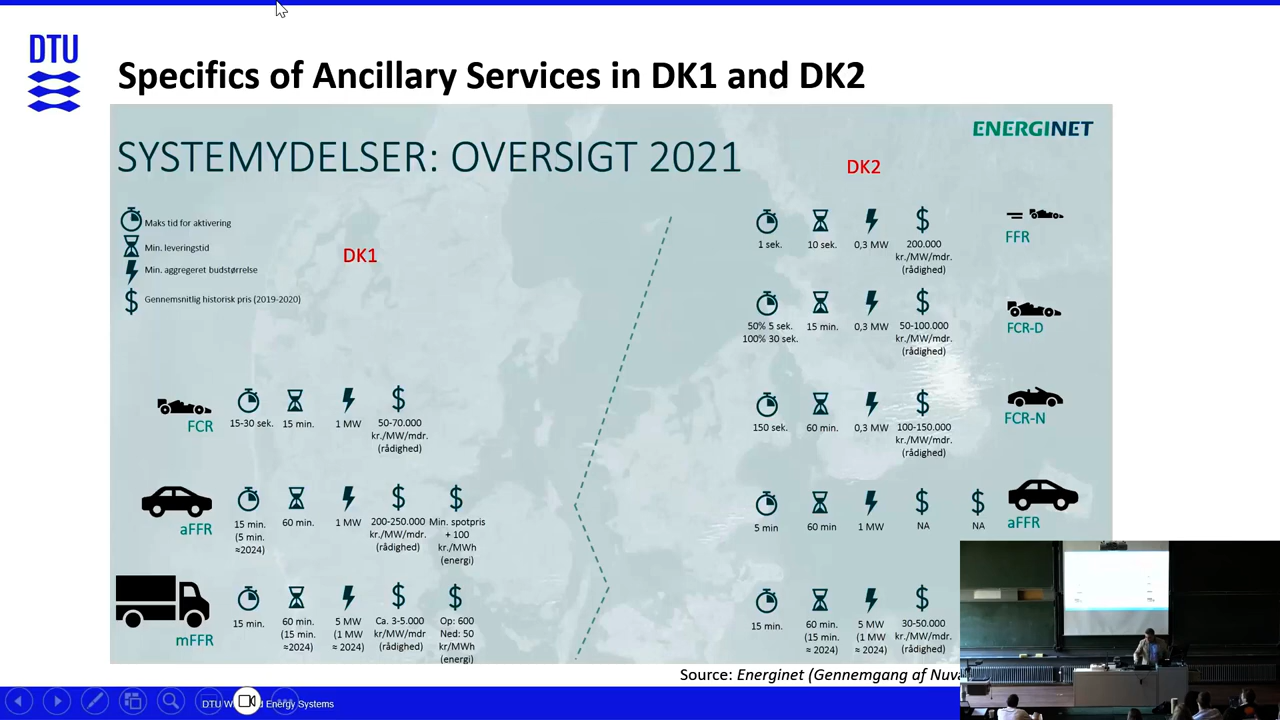 DTU
Specifics of Ancillary Services in DK1 and DK2
ENERGINET
SYSTEMYDELSER: OVERSIGT 2021
DK2
Maks tid for aktivering
Min. leveringstid
Min. aggregeret budstørrelse
Gennemsnitlig historisk pris (2019-2020)
DK1
1 sek.
10 sek.
0,3 MW
200.000
kr./MW/mdr.
(rådighed)
FFR
50% 5 sek.
100% 30 sek.
15 min.
0,3 MW
50-100.000
kr./MW/mdr.
(rådighed)
FCR-D
FCR
15-30 sek.
15 min.
1 MW
50-70.000
kr./MW/mdr.
(rådighed)
150 sek.
60 min.
0,3 MW
100-150.000
kr./MW/mdr.
(rådighed)
FCR-N
aFFR
15 min.
(5 min.
≈2024)
60 min.
1 MW
200-250.000
kr./MW/mdr.
(rådighed)
Min. spotpris
+ 100
kr./MWh
(energi)
5 min
60 min
1 MW
NA
NA
aFFR
mFFR
15 min.
60 min.
(15 min.
≈2024)
5 MW
(1 MW
≈ 2024)
Ca. 3-5.000
kr/MW/mdr
(rådighed)
Op: 600
Ned: 50
kr/MWh
(energi)
15 min.
60 min.
(15 min.
≈ 2024)
5 MW
(1 MW
≈ 2024)
30-50.000
kr./MW/mdr.
(rådighed)
Source: Energinet (Gennemgang af
DTU
Energy Systems